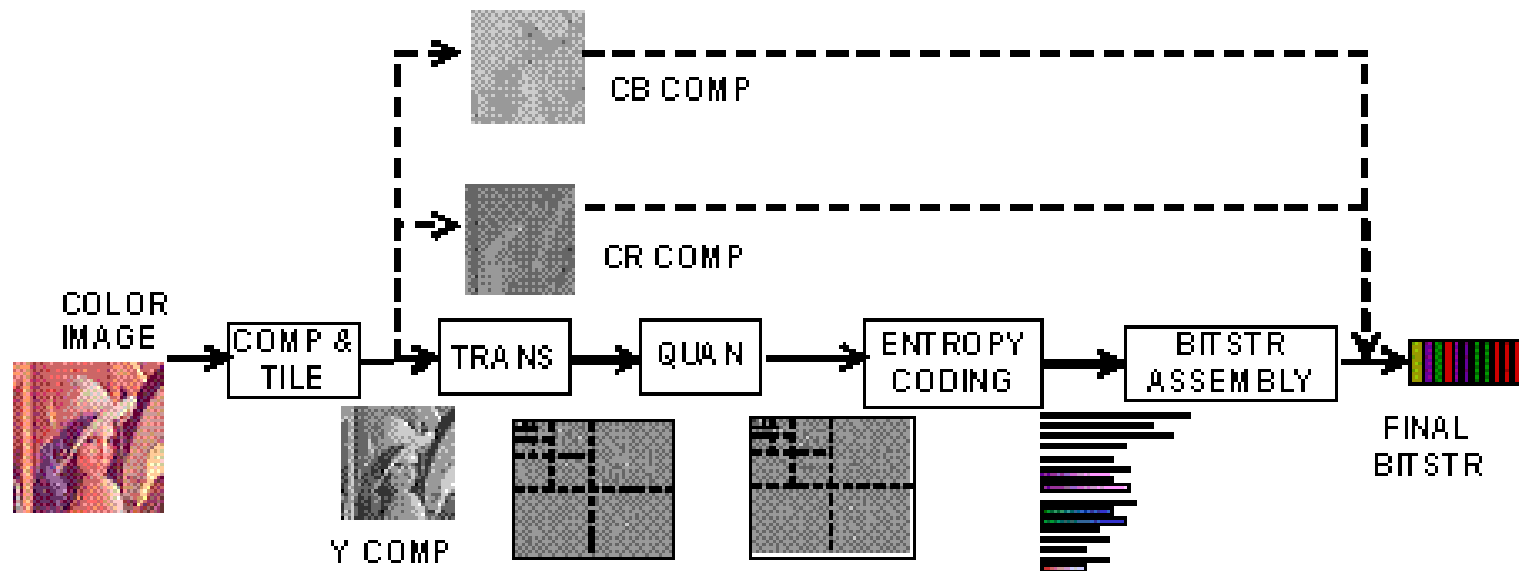 CB COMP
CR COMP
COLOR
IMAGE
COMP &
TILE
TRANS
QUAN
ENTROPY
CODING
BITSTR
ASSEMBLY
Y COMP
FINAL
BITSTR